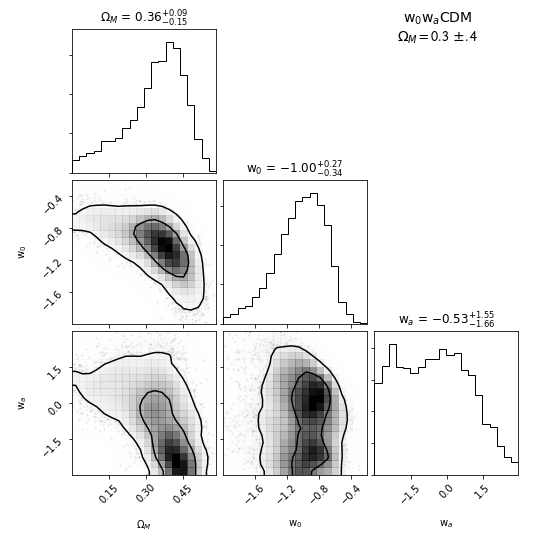 Ω_M = 0.36^{+0.09}_{−0.15}
w₀wₐCDM
Ω_M=0.3 ±.4
w₀ = −1.00^{+0.27}_{−0.34}
−0.4
−0.8
−1.2
−1.6
w₀
wₐ = −0.53^{+1.55}_{−1.66}
1.5
0.0
−1.5
wₐ
0.15
0.30
0.45
−1.6
−1.2
−0.8
−0.4
−1.5
0.0
1.5
Ω_M
w₀
wₐ